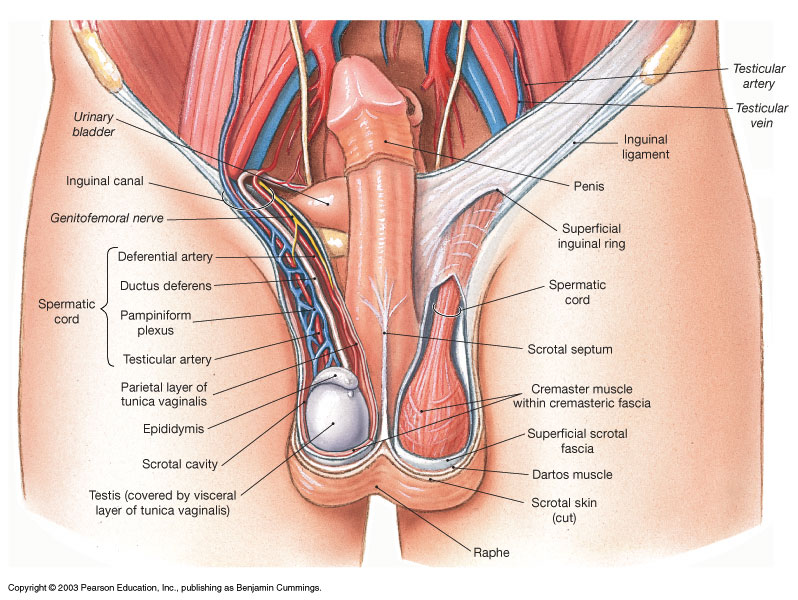 Urinary
bladder
Inguinal canal
Genitofemoral nerve
Spermatic
cord
Deferential artery
Ductus deferens
Pampiniform
plexus
Testicular artery
Parietal layer of
tunica vaginalis
Epididymis
Scrotal cavity
Testis (covered by visceral
layer of tunica vaginalis)
Testicular
artery
Testicular
vein
Inguinal
ligament
Penis
Superficial
inguinal ring
Spermatic
cord
Scrotal septum
Cremaster muscle
within cremasteric fascia
Superficial scrotal
fascia
Dartos muscle
Scrotal skin
(cut)
Raphe
Copyright © 2003 Pearson Education, Inc., publishing as Benjamin Cummings.